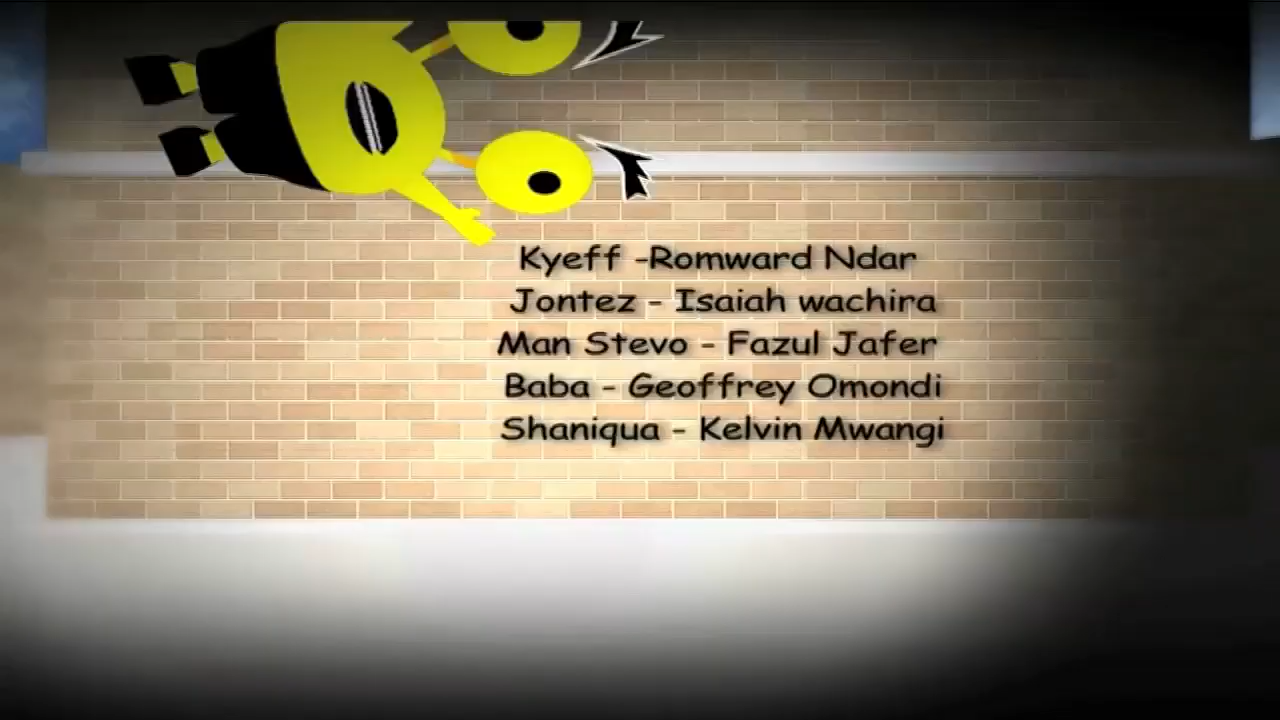 Kyeff -Romward Ndar
Jontez - Isaiah wachira
Man Stevo - Fazul Jafer
Baba - Geoffrey Omondi
Shaniqua - Kelvin Mwangi